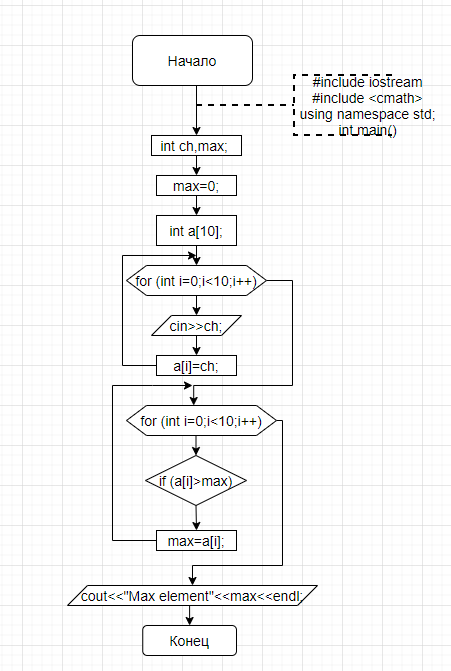 Начало
#include iostream
#include <cmath>
using namespace std;
int main()
int ch,max;
max=0;
int a[10];
for (int i=0;i<10;i++)
cin>>ch;
a[i]=ch;
for (int i=0;i<10;i++)
if (a[i]>max)
max=a[i];
cout<<"Max element"<<max<<endl;
Конец